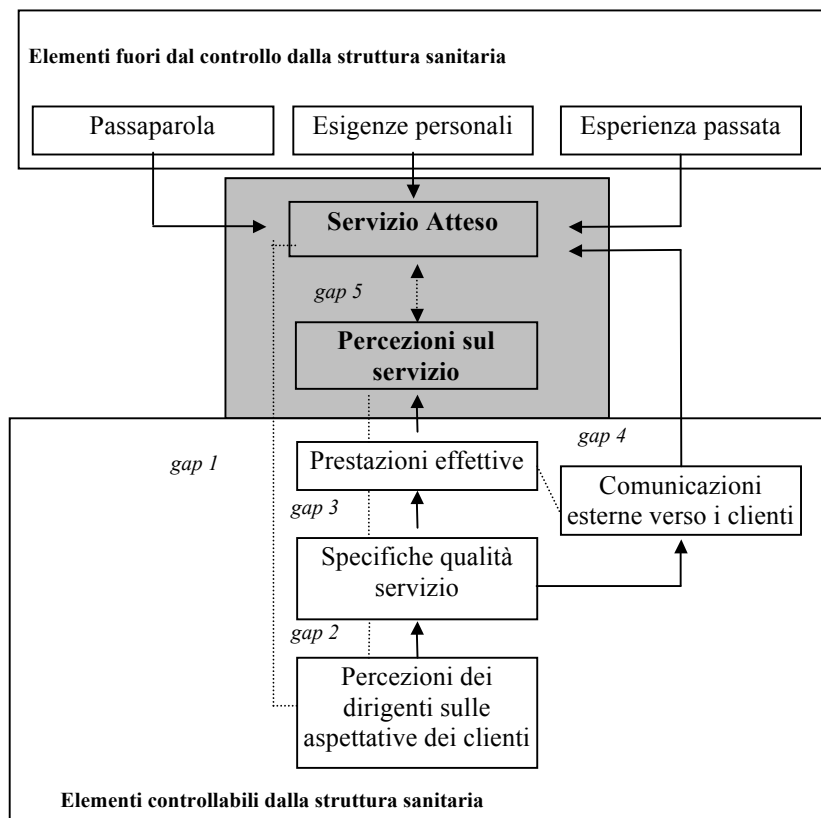 Elementi fuori dal controllo dalla struttura sanitaria
Passaparola
Esigenze personali
Esperienza passata
Servizio Atteso
gap 5
Percezioni sul
servizio
gap 4
gap 1
Prestazioni effettive
Comunicazioni
esterne verso i clienti
gap 3
Specifiche qualità
servizio
gap 2
Percezioni dei
dirigenti sulle
aspettative dei clienti
Elementi controllabili dalla struttura sanitaria